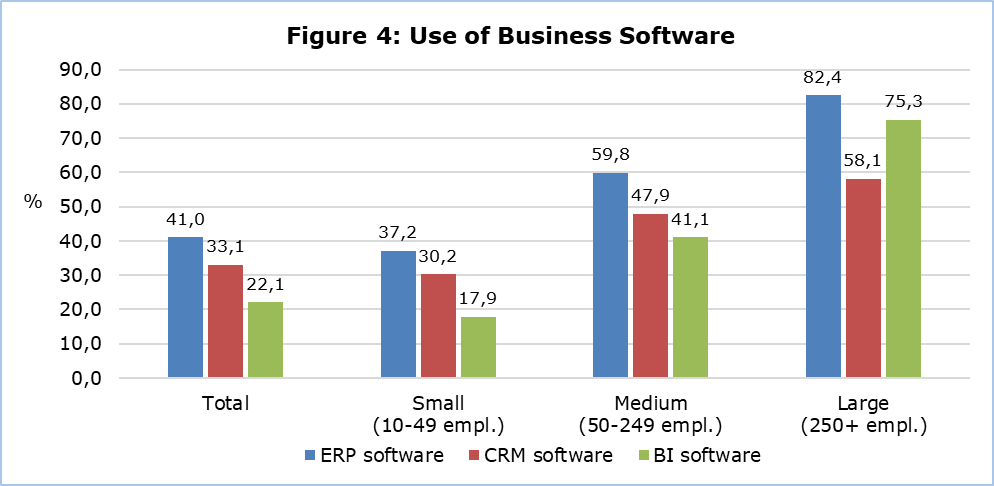 Figure 4: Use of Business Software
%
90,0
80,0
70,0
60,0
50,0
40,0
30,0
20,0
10,0
0,0
41,0
33,1
22,1
37,2
30,2
17,9
59,8
47,9
41,1
82,4
58,1
75,3
Total
Small
(10-49 empl.)
Medium
(50-249 empl.)
Large
(250+ empl.)
ERP software
CRM software
BI software